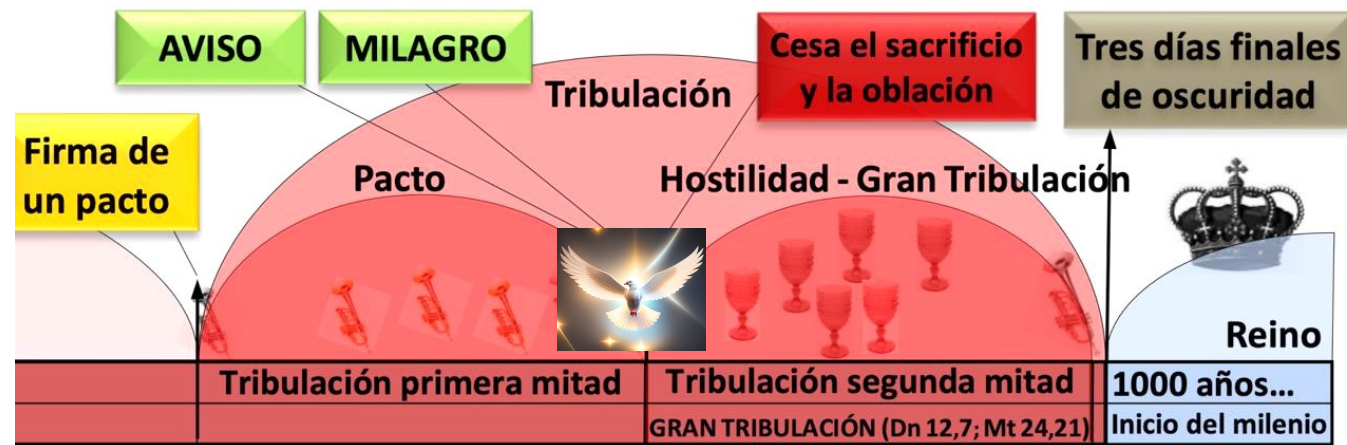 AVISO
MILAGRO
Cesa el sacrificio
y la oblación
Tres días finales
de oscuridad
Tribulación
Firma de
un pacto
Pacto
Hostilidad - Gran Tribulación
Reino
Tribulación primera mitad
Tribulación segunda mitad
1000 años...
GRAN TRIBULACIÓN (Dn 12,7; Mt 24,21)
Inicio del milenio